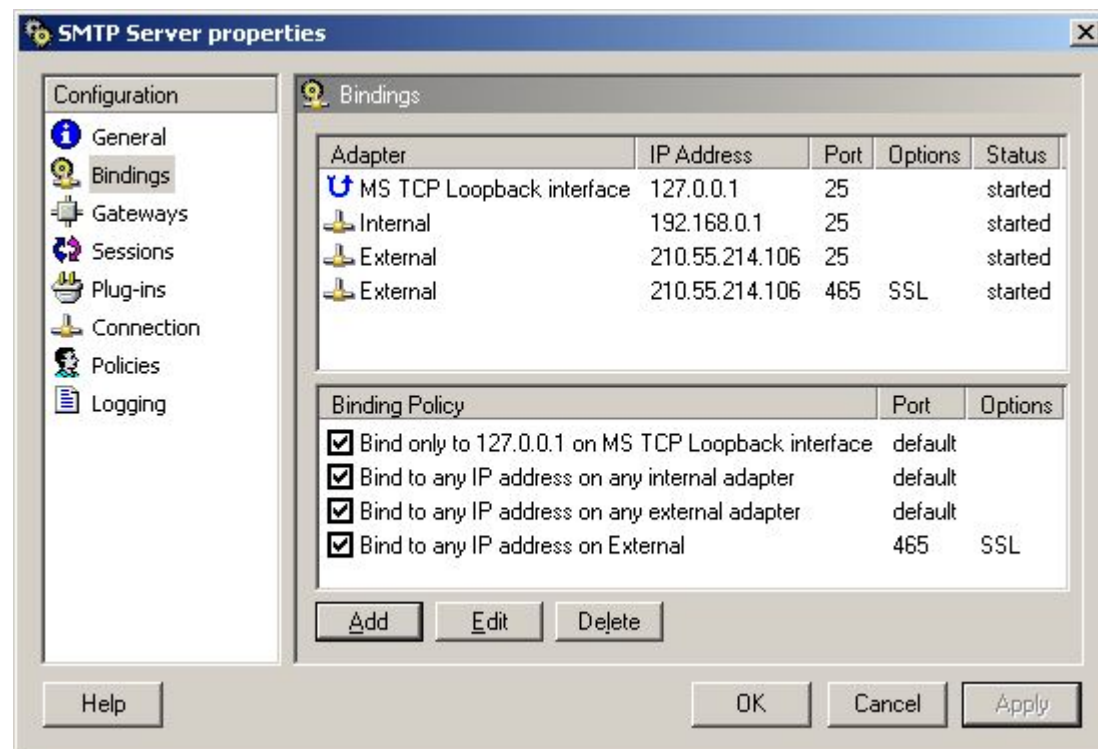 SMTP Server properties
Configuration
General
Bindings
Gateways
Sessions
Plug-ins
Connection
Policies
Logging
Bindings
Adapter IP Address Port Options Status
MS TCP Loopback interface 127.0.0.1 25 started
Internal 192.168.0.1 25 started
External 210.55.214.106 25 started
External 210.55.214.106 465 SSL started
Binding Policy Port Options
Bind only to 127.0.0.1 on MS TCP Loopback interface default
Bind to any IP address on any internal adapter default
Bind to any IP address on any external adapter default
Bind to any IP address on External 465 SSL
Add Edit Delete
Help OK Cancel Apply